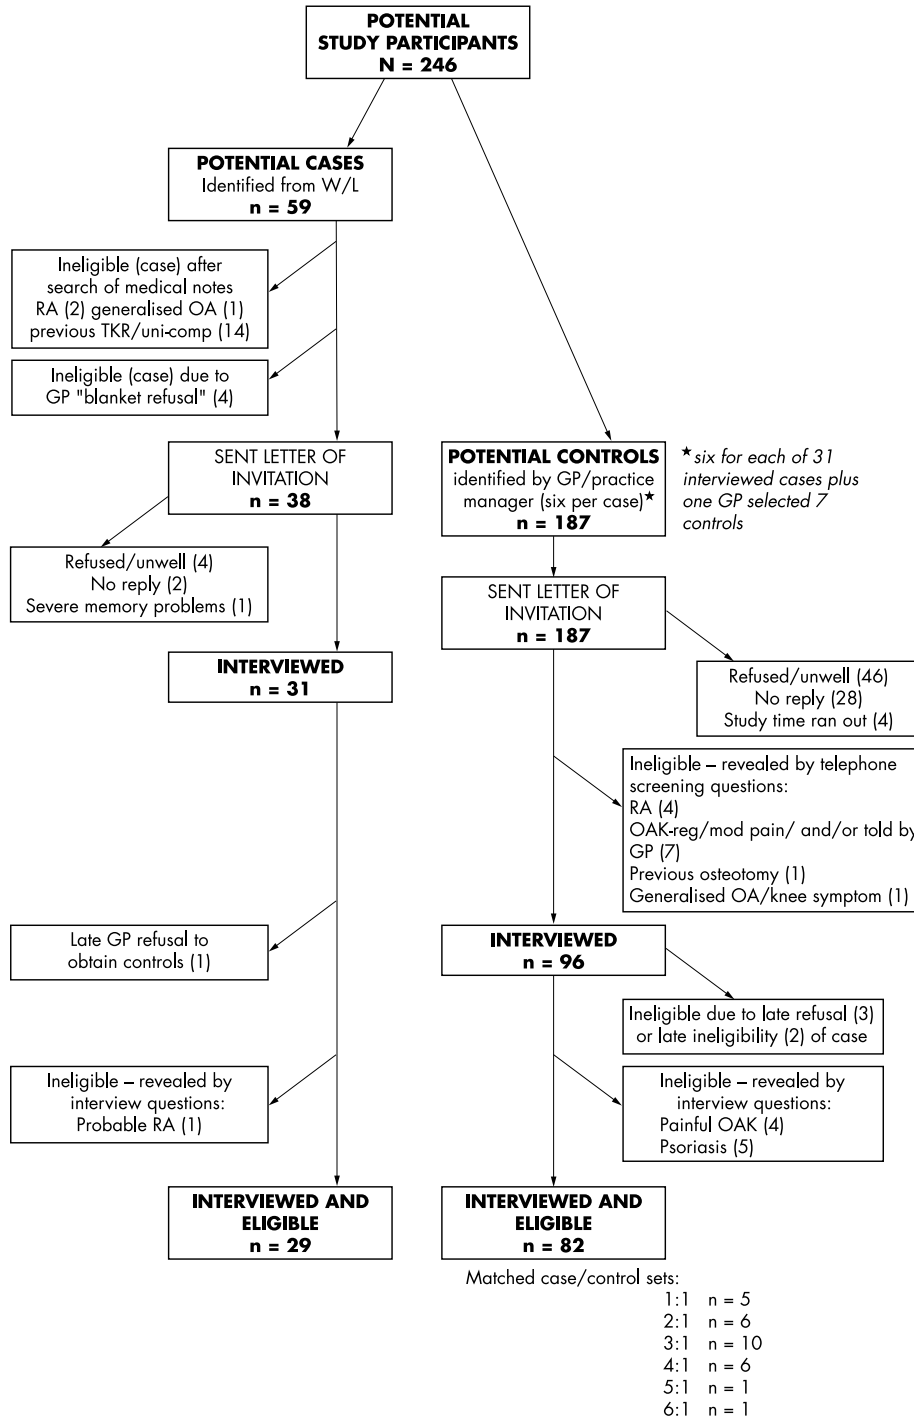 POTENTIAL
STUDY PARTICIPANTS
N = 246
POTENTIAL CASES
Identified from W/L
n = 59
Ineligible (case) after
search of medical notes
RA (2) generalised OA (1)
previous TKR/uni-comp (14)
Ineligible (case) due to
GP "blanket refusal" (4)
SENT LETTER OF
INVITATION
n = 38
Refused/unwell (4)
No reply (2)
Severe memory problems (1)
INTERVIEWED
n = 31
Late GP refusal to
obtain controls (1)
Ineligible – revealed by
interview questions:
Probable RA (1)
INTERVIEWED AND
ELIGIBLE
n = 29
POTENTIAL CONTROLS
identified by GP/practice
manager (six per case)★
n = 187
★six for each of 31
interviewed cases plus
one GP selected 7
controls
SENT LETTER OF
INVITATION
n = 187
Refused/unwell (46)
No reply (28)
Study time ran out (4)
Ineligible – revealed by telephone
screening questions:
RA (4)
OAK-reg/mod pain/ and/or told by
GP (7)
Previous osteotomy (1)
Generalised OA/knee symptom (1)
INTERVIEWED
n = 96
Ineligible due to late refusal (3)
or late ineligibility (2) of case
Ineligible – revealed by
interview questions:
Painful OAK (4)
Psoriasis (5)
INTERVIEWED AND
ELIGIBLE
n = 82
Matched case/control sets:
1:1 n = 5
2:1 n = 6
3:1 n = 10
4:1 n = 6
5:1 n = 1
6:1 n = 1